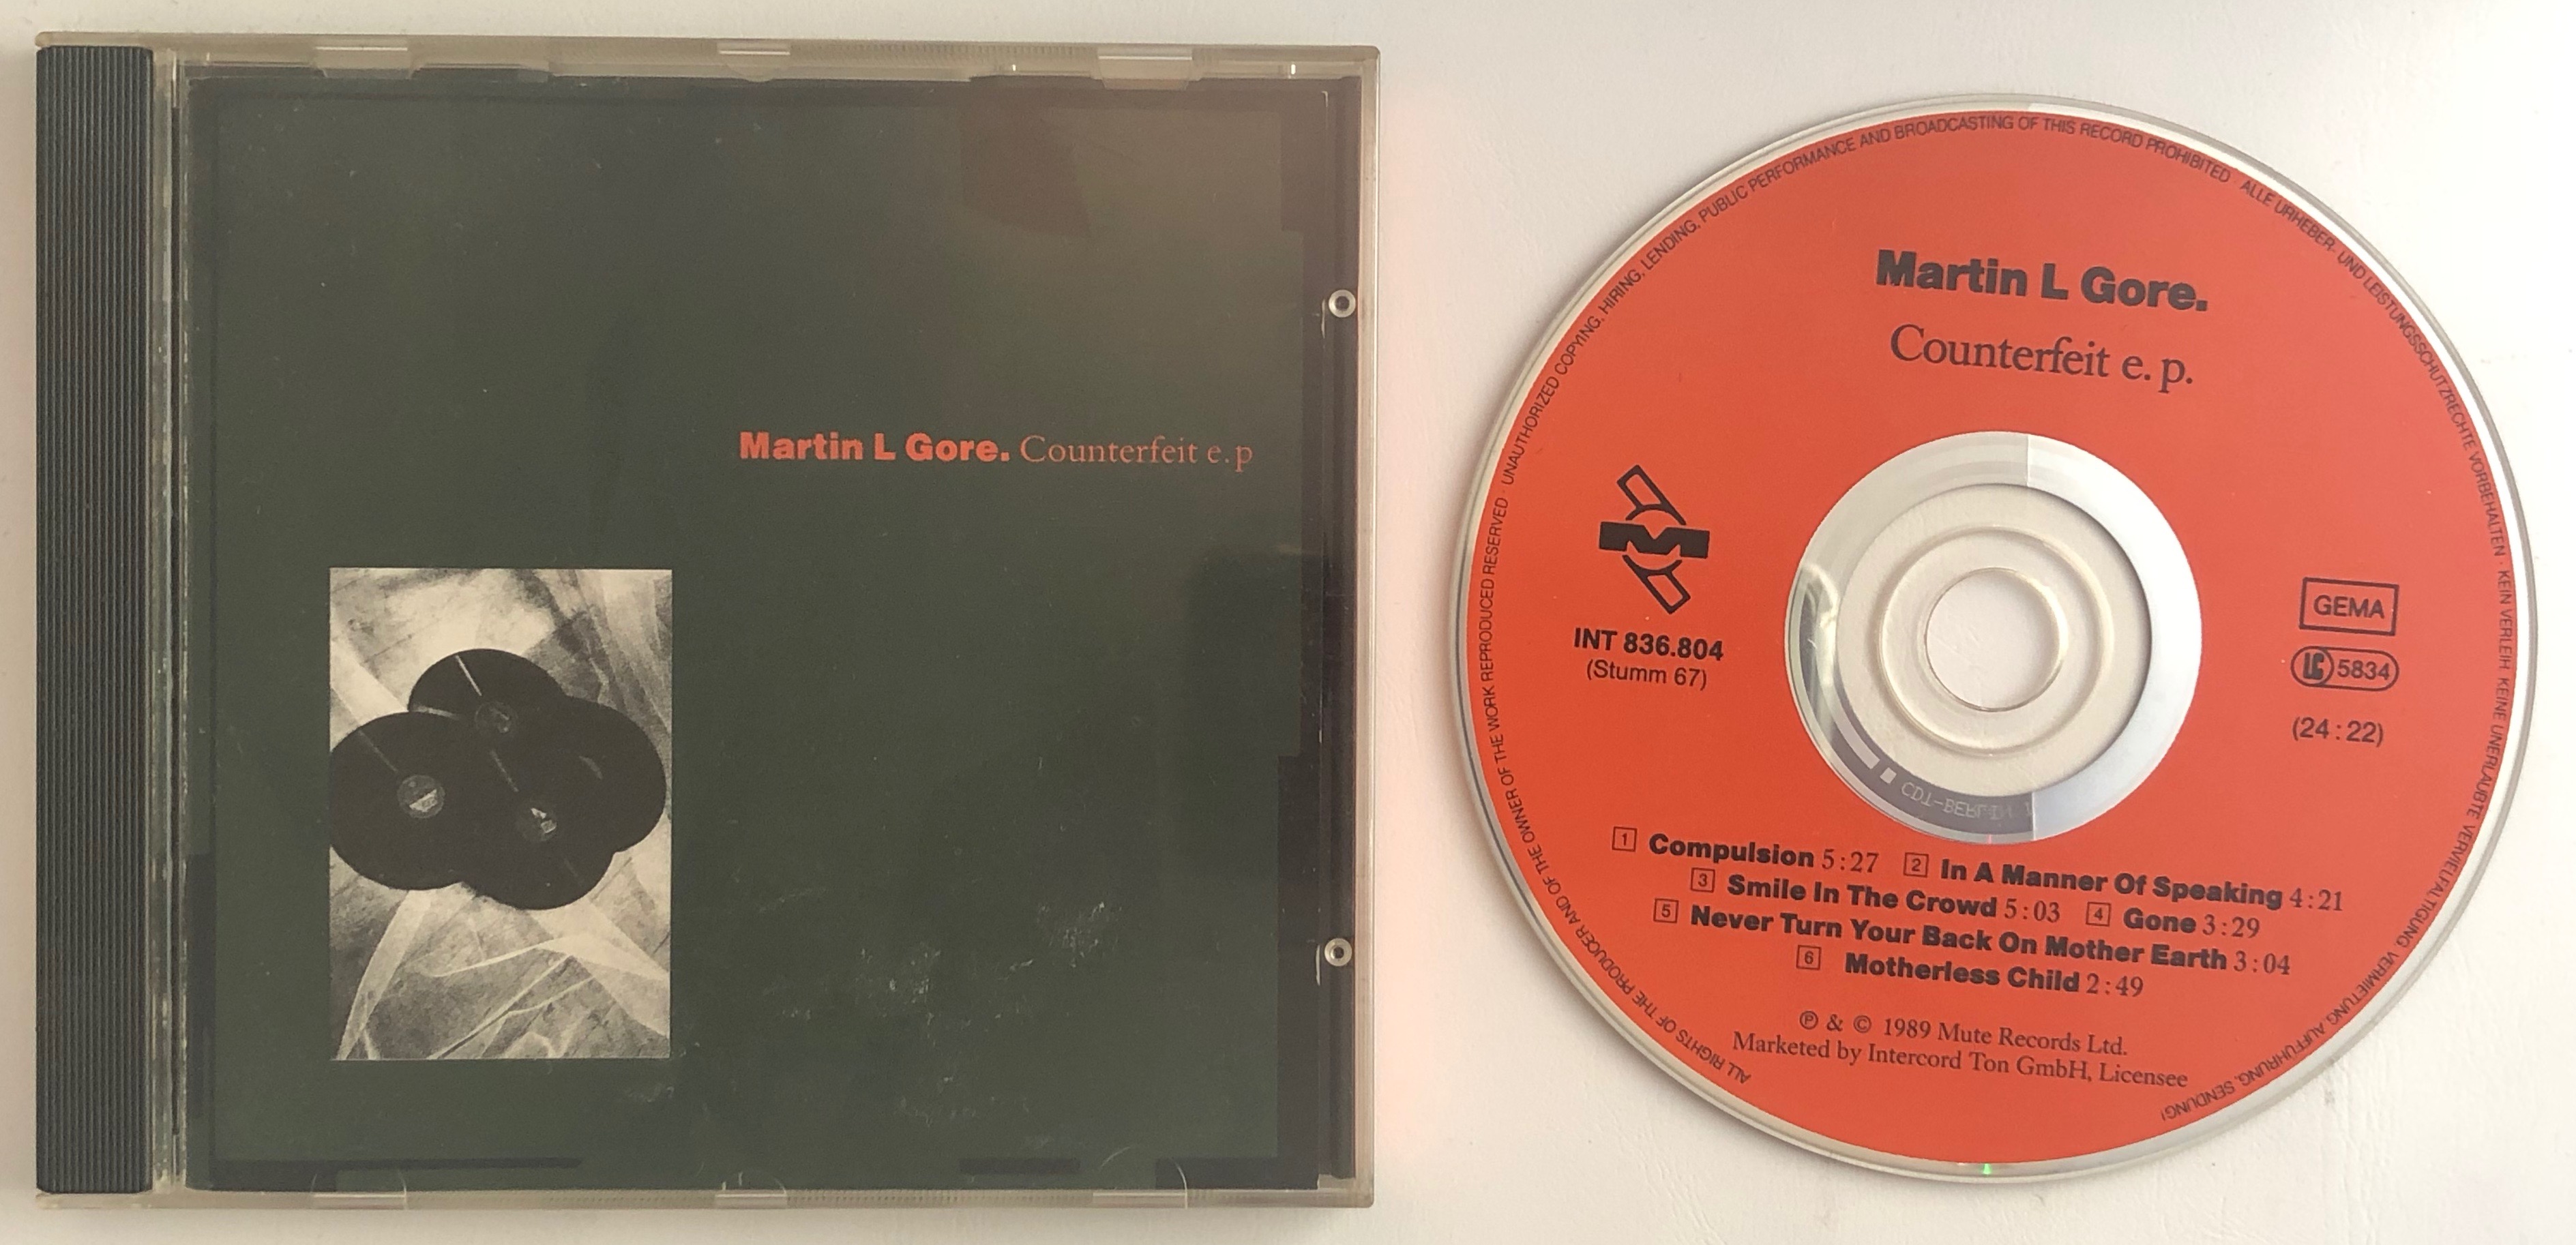 Martin L Gore. Counterfeit e.p
Martin L Gore.
Counterfeit e.p.
INT 836.804
(Stumm 67)
GEMA
LC 5834
(24:22)
1 Compulsion 5:27 2 In A Manner Of Speaking 4:21
3 Smile In The Crowd 5:03 4 Gone 3:29
5 Never Turn Your Back On Mother Earth 3:04
6 Motherless Child 2:49
℗ & © 1989 Mute Records Ltd.
Marketed by Intercord Ton GmbH, Licensee
ALL RIGHTS OF THE PRODUCER AND OF THE OWNER OF THE WORK REPRODUCED RESERVED · UNAUTHORIZED COPYING, HIRING, LENDING, PUBLIC PERFORMANCE AND BROADCASTING OF THIS RECORD PROHIBITED · ALLE URHEBER- UND LEISTUNGSSCHUTZRECHTE VORBEHALTEN · KEIN VERLEIH KEINE UNERLAUBTE VERVIELFÄLTIGUNG, VERMIETUNG, AUFFÜHRUNG, SENDUNG!